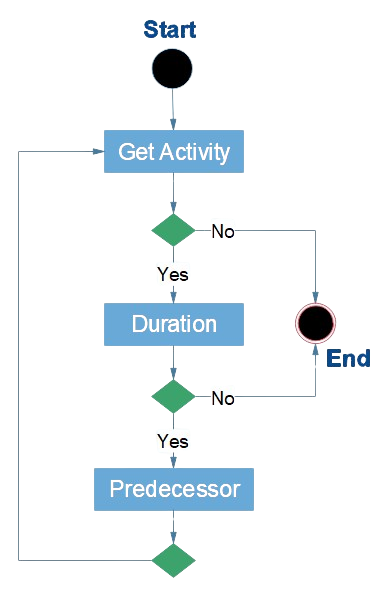 Start
Get Activity
No
Yes
Duration
End
No
Yes
Predecessor